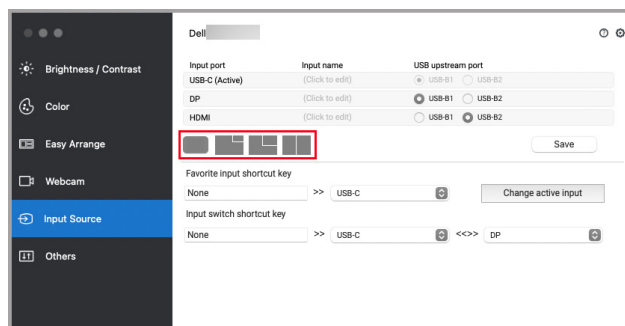 Dell
Brightness / Contrast
Color
Easy Arrange
Webcam
Input Source
Others
Input port Input name USB upstream port
USB-C (Active) (Click to edit) USB-B1 USB-B2
DP (Click to edit) USB-B1 USB-B2
HDMI (Click to edit) USB-B1 USB-B2
Save
Favorite input shortcut key
None >> USB-C Change active input
Input switch shortcut key
None >> USB-C <<>> DP